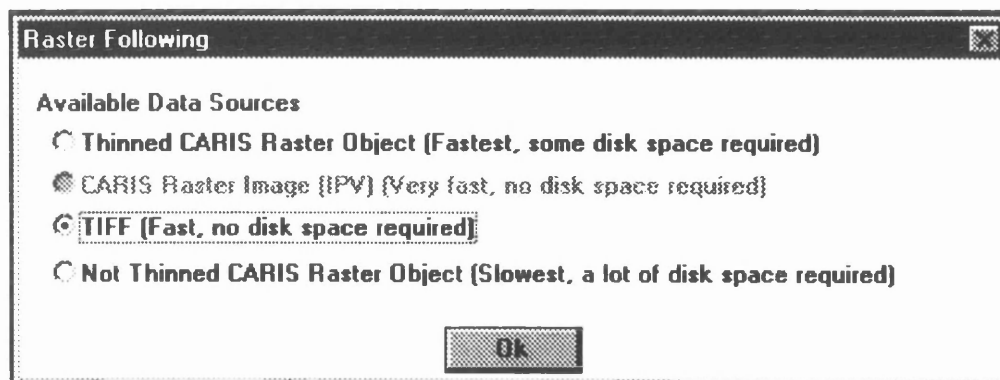 Raster Following
Available Data Sources
Thinned CARIS Raster Object (Fastest, some disk space required)
CARIS Raster Image (IPV) (Very fast, no disk space required)
TIFF (Fast, no disk space required)
Not Thinned CARIS Raster Object (Slowest, a lot of disk space required)
Ok